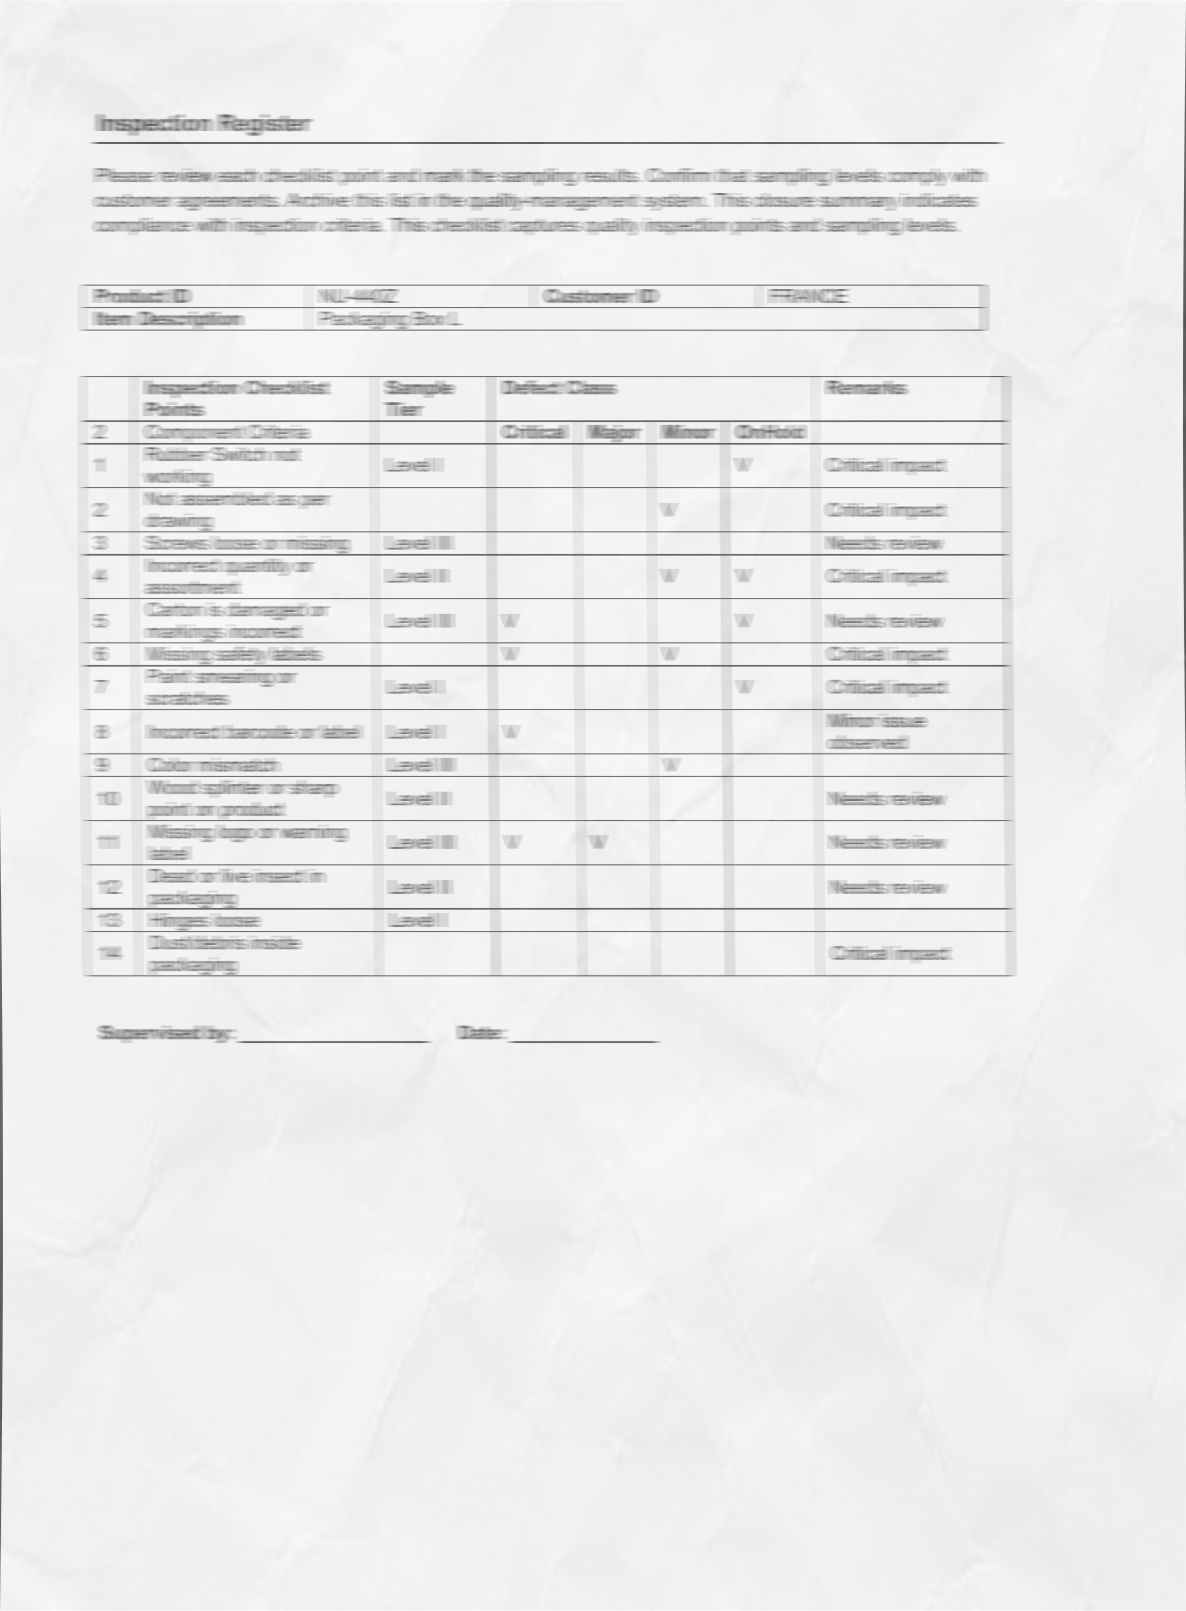 Inspection Register
Please review each checklist point and mark the sampling results. Confirm that sampling levels comply with
customer agreements. Archive this list in the quality-management system. This closure summary indicates
compliance with inspection criteria. This checklist captures quality inspection points and sampling levels.
Product ID Customer ID FRANCE
Item Description Packaging Box L
Inspection Checklist Sample Defect Class Remarks
Points Tier
Component Criteria Critical Major Minor OnHold
Rubber Switch not
1 Level I Critical impact
working
Not assembled as per
2 Critical impact
drawing
3 Screws loose or missing Level III Needs review
Incorrect quantity or
4 Level II Critical impact
assortment
Carton is damaged or
5 Level III Needs review
markings incorrect
6 Missing safety labels Critical impact
Paint smearing or
7 Level I Critical impact
scratches
Minor issue
8 Incorrect barcode or label Level I
observed
9 Color mismatch Level III
Wood splinter or sharp
10 Level II Needs review
point on product
Missing logo or warning
11 Level III Needs review
label
Dead or live insect in
12 Level II Needs review
packaging
13 Hinges loose Level I
Dust/debris inside
14 Critical impact
packaging
Supervised by: Date: